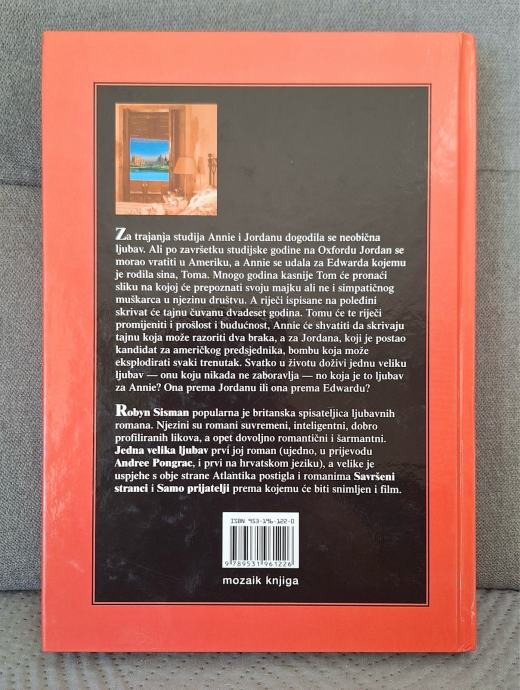 Za trajanja studija Annie i Jordanu dogodila se neobična
ljubav. Ali po završetku studijske godine na Oxfordu Jordan se
morao vratiti u Ameriku, a Annie se udala za Edwarda kojemu
je rodila sina, Toma. Mnogo godina kasnije Tom će pronaći
sliku na kojoj će prepoznati svoju majku ali ne i simpatičnog
muškarca u njezinu društvu. A riječi ispisane na poleđini
skrivat će tajnu čuvanu dvadeset godina. Tomu će te riječi
promijeniti i prošlost i budućnost, Annie će shvatiti da skrivaju
tajnu koja može razoriti dva braka, a za Jordana, koji je postao
kandidat za američkog predsjednika, bombu koja može
eksplodirati svaki trenutak. Svatko u životu doživi jednu veliku
ljubav — onu koju nikada ne zaboravlja — no koja je to ljubav
za Annie? Ona prema Jordanu ili ona prema Edwardu?
Robyn Sisman popularna je britanska spisateljica ljubavnih
romana. Njezini su romani suvremeni, inteligentni, dobro
profiliranih likova, a opet dovoljno romantični i šarmantni.
Jedna velika ljubav prvi joj roman (ujedno, u prijevodu
Andree Pongrac, i prvi na hrvatskom jeziku), a velike je
uspjehe s obje strane Atlantika postigla i romanima Savršeni
stranci i Samo prijatelji prema kojemu će biti snimljen i film.
ISBN 953-196-122-0
9 789531 961226
mozaik knjiga